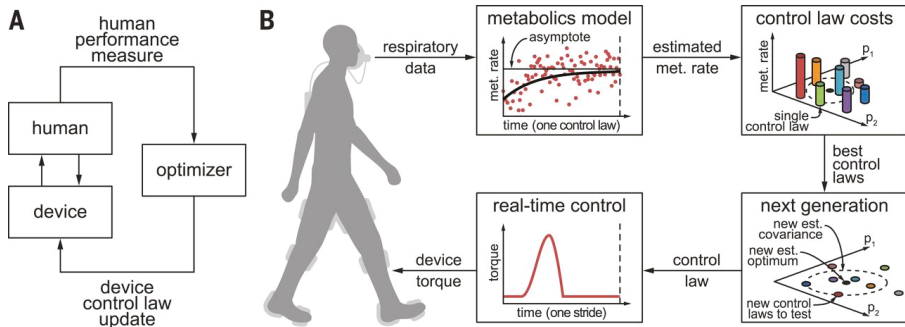 A
human
performance
measure
human
device
optimizer
device
control law
update
B
respiratory
data
metabolics model
asymptote
met. rate
time (one control law)
estimated
met. rate
control law costs
met. rate
p1
p2
single
control law
best
control
laws
next generation
new est.
covariance
new est.
optimum
p1
p2
new control
laws to test
control
law
real-time control
torque
time (one stride)
device
torque